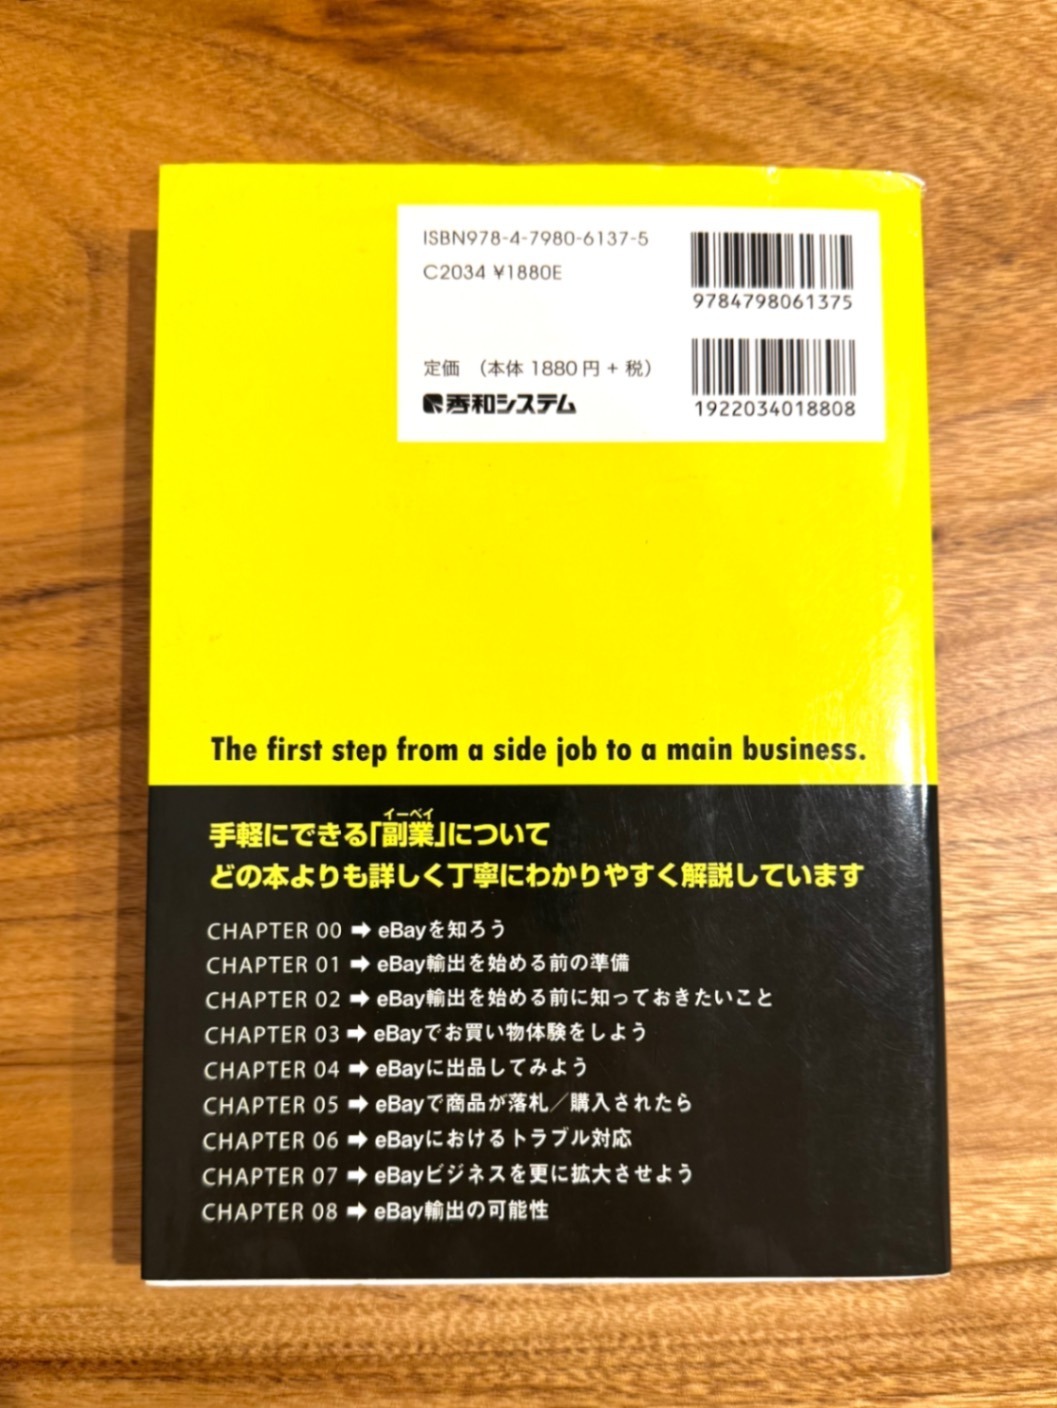 ISBN978-4-7980-6137-5
C2034 ¥1880E
9784798061375
定価 （本体 1880 円 + 税）
秀和システム
1922034018808
The first step from a side job to a main business.
イーベイ
手軽にできる「副業」について
どの本よりも詳しく丁寧にわかりやすく解説しています
CHAPTER 00 ➡ eBayを知ろう
CHAPTER 01 ➡ eBay輸出を始める前の準備
CHAPTER 02 ➡ eBay輸出を始める前に知っておきたいこと
CHAPTER 03 ➡ eBayでお買い物体験をしよう
CHAPTER 04 ➡ eBayに出品してみよう
CHAPTER 05 ➡ eBayで商品が落札／購入されたら
CHAPTER 06 ➡ eBayにおけるトラブル対応
CHAPTER 07 ➡ eBayビジネスを更に拡大させよう
CHAPTER 08 ➡ eBay輸出の可能性